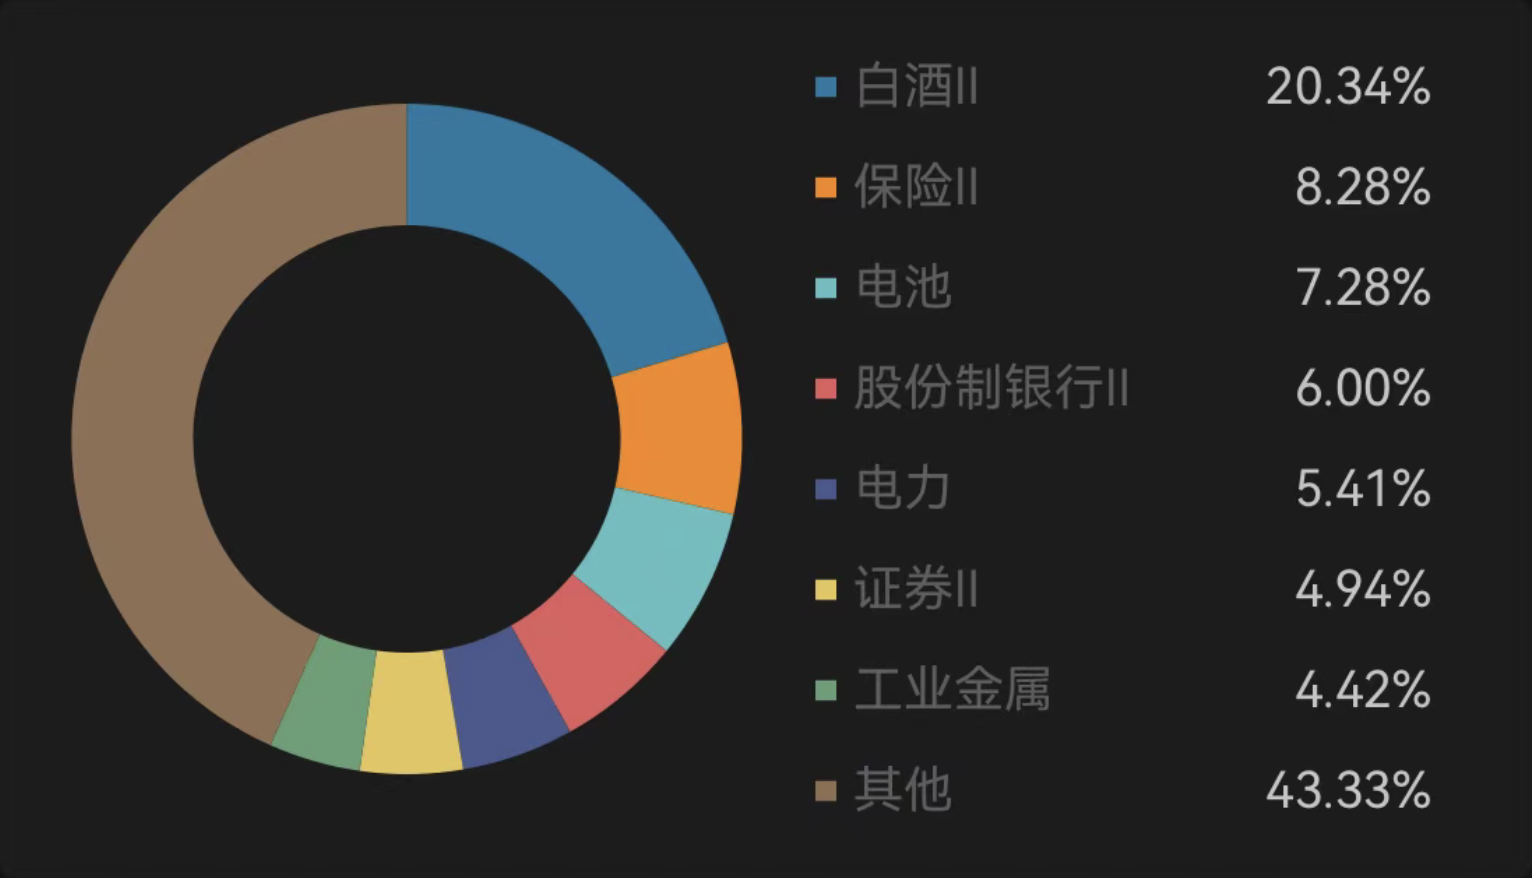 白酒II 20.34%
保险II 8.28%
电池 7.28%
股份制银行II 6.00%
电力 5.41%
证券II 4.94%
工业金属 4.42%
其他 43.33%